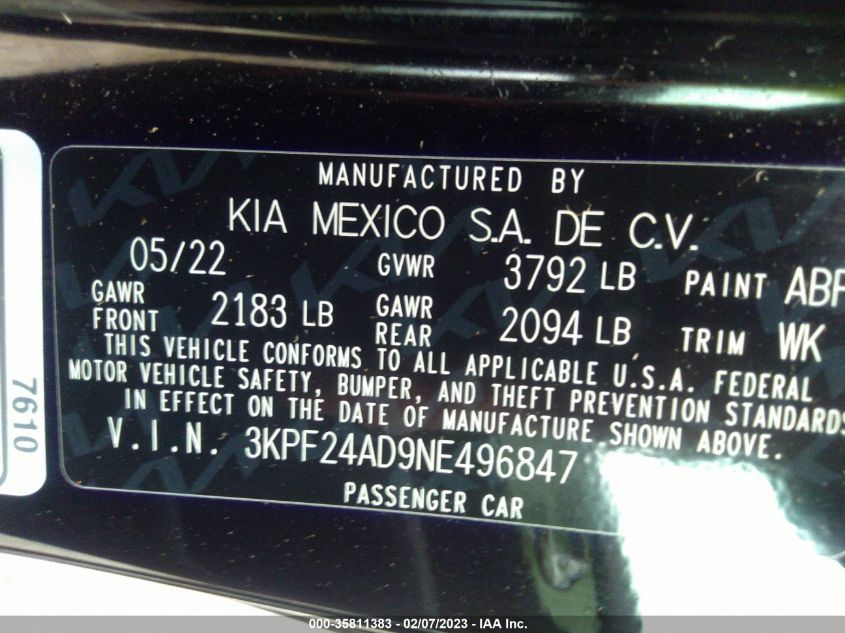 MANUFACTURED BY
KIA MEXICO S.A. DE C.V.
05/22 GVWR 3792 LB PAINT ABP
GAWR FRONT 2183 LB GAWR REAR 2094 LB TRIM WK
THIS VEHICLE CONFORMS TO ALL APPLICABLE U.S.A. FEDERAL
MOTOR VEHICLE SAFETY, BUMPER, AND THEFT PREVENTION STANDARDS
IN EFFECT ON THE DATE OF MANUFACTURE SHOWN ABOVE.
V.I.N. 3KPF24AD9NE496847
PASSENGER CAR
7610
000-35811383 - 02/07/2023 - IAA Inc.